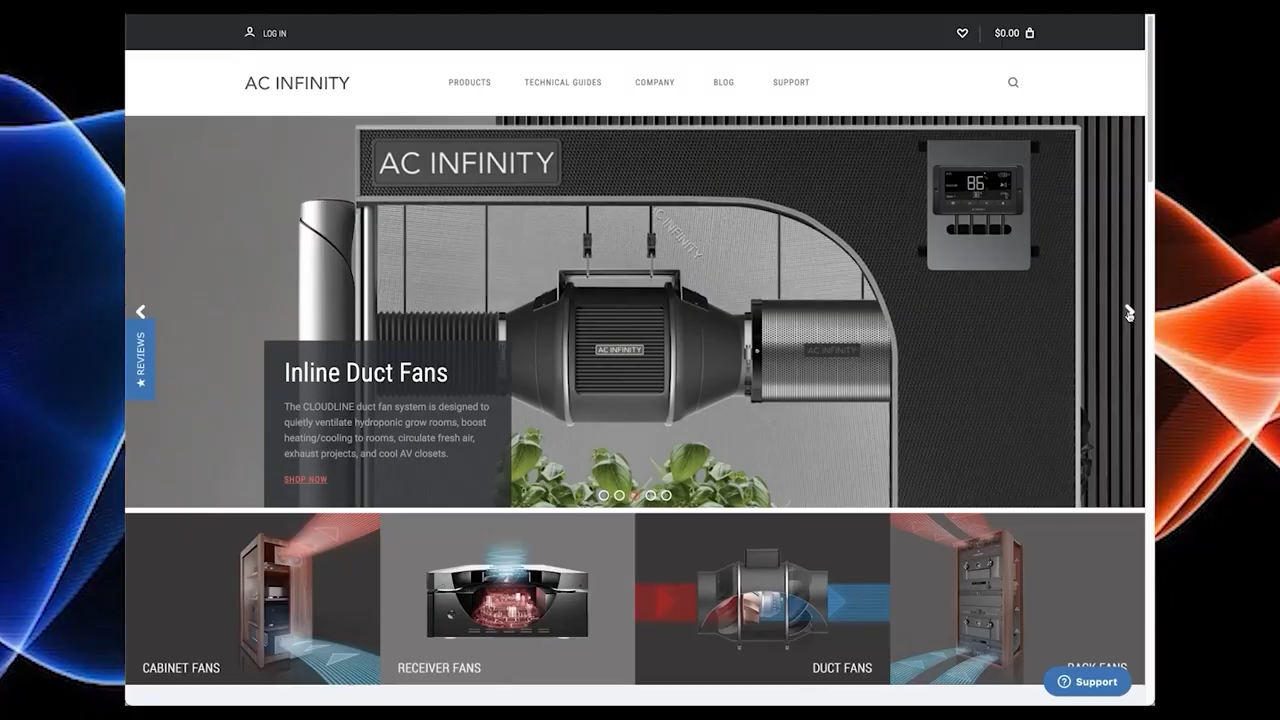 LOG IN
$0.00
AC INFINITY
PRODUCTS
TECHNICAL GUIDES
COMPANY
BLOG
SUPPORT
AC INFINITY
86
C INFINITY
AC INFINITY
AC INFINITY
★ REVIEWS
Inline Duct Fans
The CLOUDLINE duct fan system is designed to
quietly ventilate hydroponic grow rooms, boost
heating/cooling to rooms, circulate fresh air,
exhaust projects, and cool AV closets.
SHOP NOW
CABINET FANS
RECEIVER FANS
DUCT FANS
RACK FANS
Support